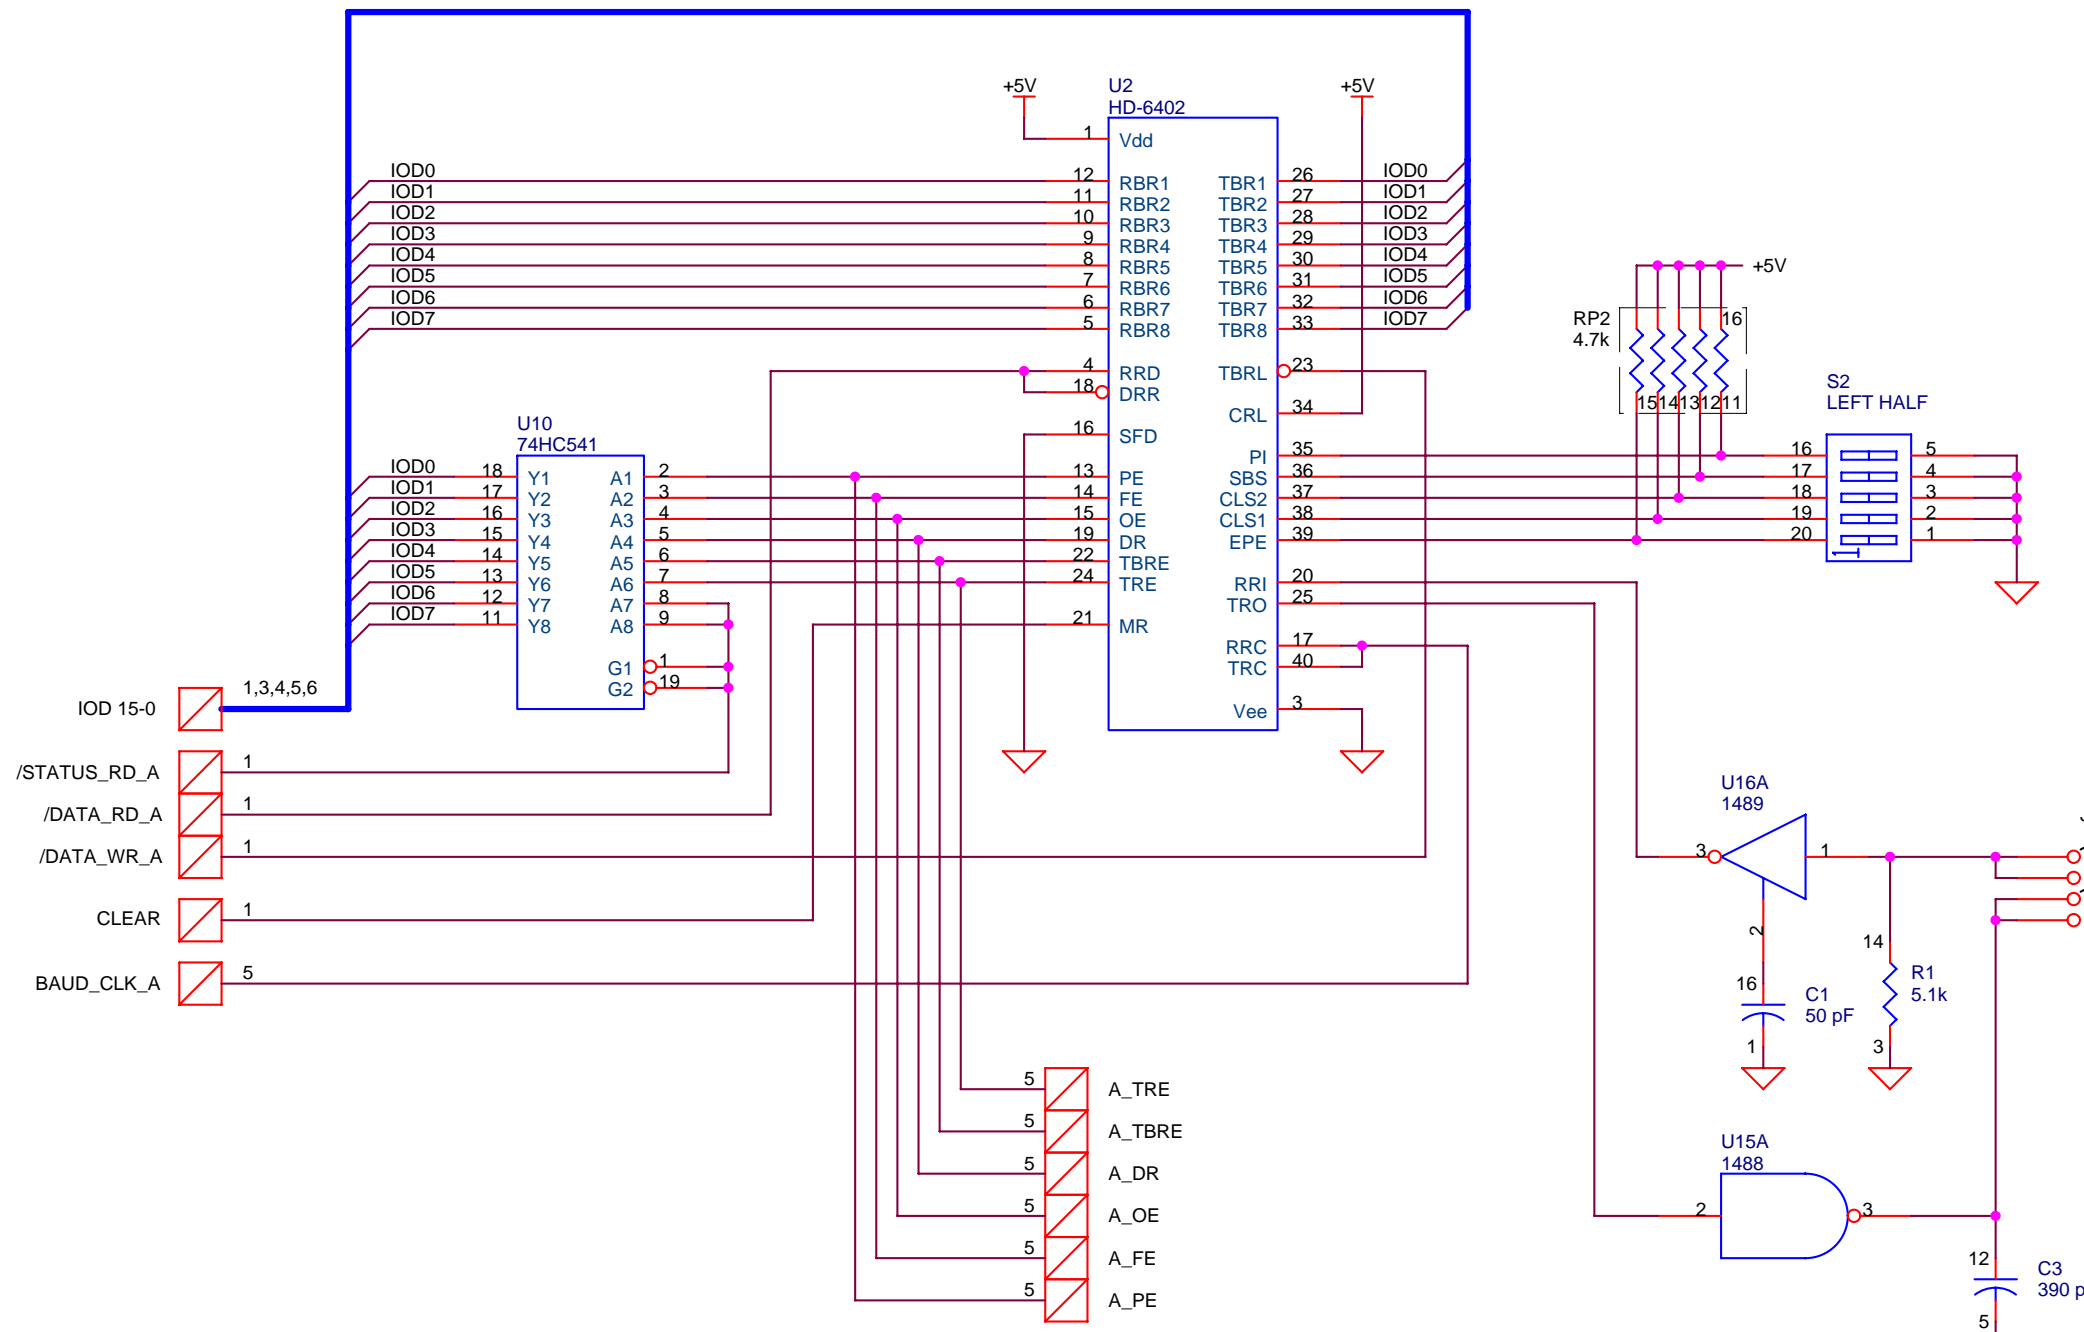 +5V
U2
HD-6402
+5V
1 Vdd
IOD0 12 RBR1 TBR1 26 IOD0
IOD1 11 RBR2 TBR2 27 IOD1
IOD2 10 RBR3 TBR3 28 IOD2
IOD3 9 RBR4 TBR4 29 IOD3
IOD4 8 RBR5 TBR5 30 IOD4
IOD5 7 RBR6 TBR6 31 IOD5
IOD6 6 RBR7 TBR7 32 IOD6
IOD7 5 RBR8 TBR8 33 IOD7
+5V
RP2
4.7k
16
15 14 13 12 11
4 RRD TBRL 23
18 DRR
CRL 34
16 SFD
S2
LEFT HALF
U10
74HC541
PI 35 16 5
IOD0 18 Y1 A1 2 13 PE SBS 36 17 4
IOD1 17 Y2 A2 3 14 FE CLS2 37 18 3
IOD2 16 Y3 A3 4 15 OE CLS1 38 19 2
IOD3 15 Y4 A4 5 19 DR EPE 39 20 1
1
IOD4 14 Y5 A5 6 22 TBRE
IOD5 13 Y6 A6 7 24 TRE RRI 20
IOD6 12 Y7 A7 8 TRO 25
IOD7 11 Y8 A8 9 21 MR
RRC 17
G1 1 TRC 40
G2 19
Vee 3
IOD 15-0 1,3,4,5,6
/STATUS_RD_A 1
/DATA_RD_A 1
/DATA_WR_A 1
CLEAR 1
BAUD_CLK_A 5
U16A
1489
3 1
2
16
C1
50 pF
1
14
R1
5.1k
3
5 A_TRE
5 A_TBRE
5 A_DR
5 A_OE
5 A_FE
5 A_PE
U15A
1488
2 3
12
C3
390 p
5